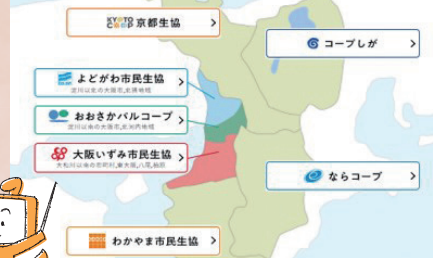 KYOTO COOP 京都生協
コープしが
よどがわ市民生協
淀川以北の大阪市,北摂地域
おおさかパルコープ
淀川以南の大阪市,北河内地域
大阪いずみ市民生協
ならコープ
わかやま市民生協